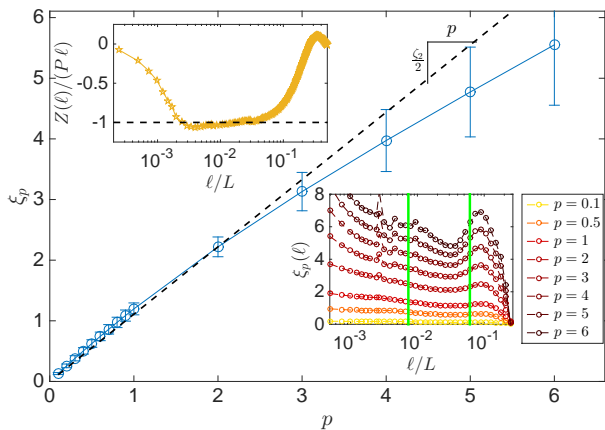 6
5
4
3
2
1
0
ξₚ
0
1
2
3
4
5
6
p
0
-0.5
-1
Z(ℓ)/(P ℓ)
10⁻³
10⁻²
10⁻¹
ℓ/L
p
ζ₂/2
8
6
4
2
0
ξₚ(ℓ)
10⁻³
10⁻²
10⁻¹
ℓ/L
p = 0.1
p = 0.5
p = 1
p = 2
p = 3
p = 4
p = 5
p = 6